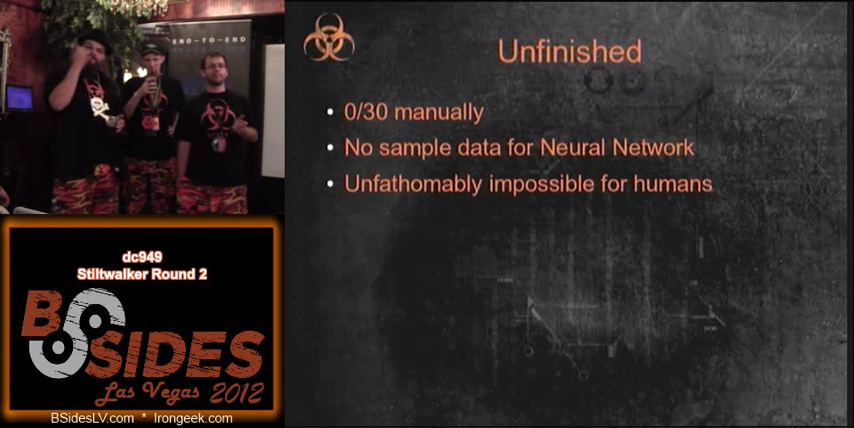 END-TO-END
Unfinished
• 0/30 manually
• No sample data for Neural Network
• Unfathomably impossible for humans
dc949
Stiltwalker Round 2
BSIDES
Las Vegas 2012
BSidesLV.com * Irongeek.com